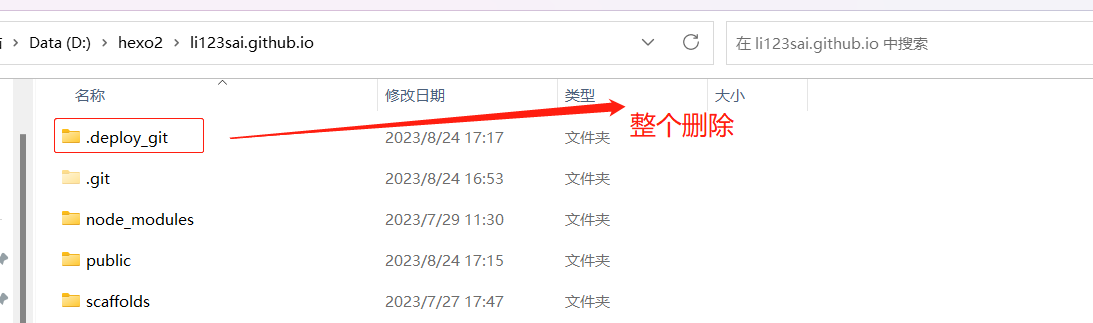 Data (D:) › hexo2 › li123sai.github.io
在 li123sai.github.io 中搜索
名称 修改日期 类型 大小
.deploy_git 2023/8/24 17:17 文件夹
整个删除
.git 2023/8/24 16:53 文件夹
node_modules 2023/7/29 11:30 文件夹
public 2023/8/24 17:15 文件夹
scaffolds 2023/7/27 17:47 文件夹